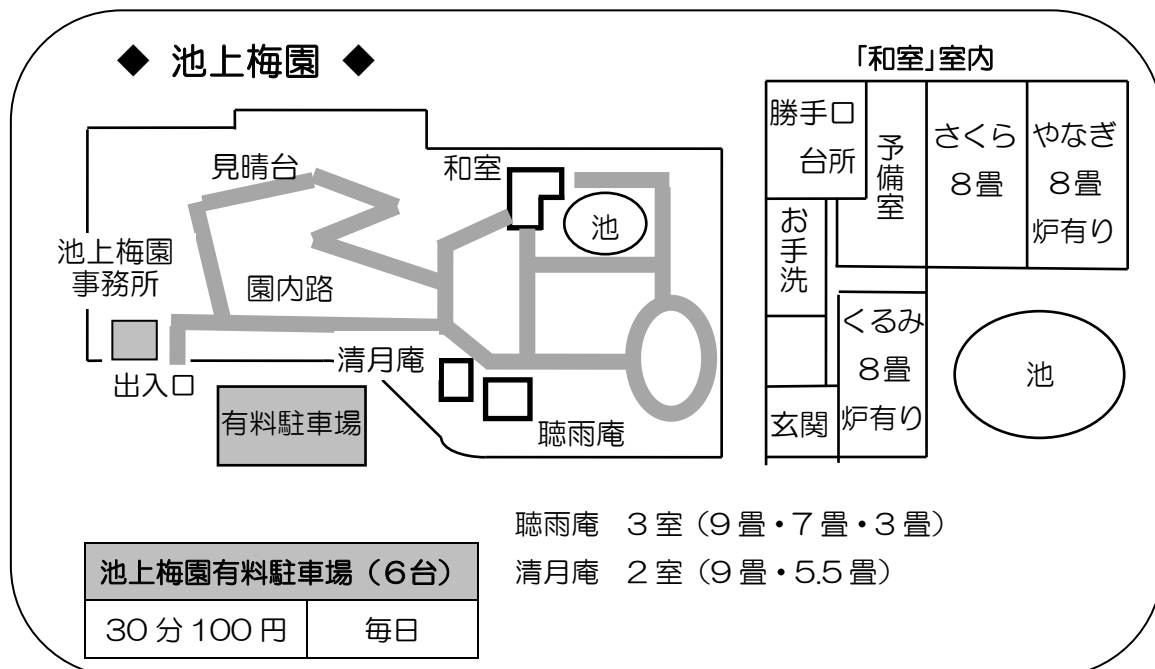 ◆ 池上梅園 ◆
見晴台
和室
池
池上梅園
事務所
園内路
清月庵
出入口
有料駐車場
聴雨庵
「和室」室内
勝手口
台所
予備室
さくら
8畳
やなぎ
8畳
炉有り
お手洗
くるみ
8畳
炉有り
池
玄関
聴雨庵 3室（9畳・7畳・3畳）
清月庵 2室（9畳・5.5畳）
池上梅園有料駐車場（6台）
30分100円 毎日